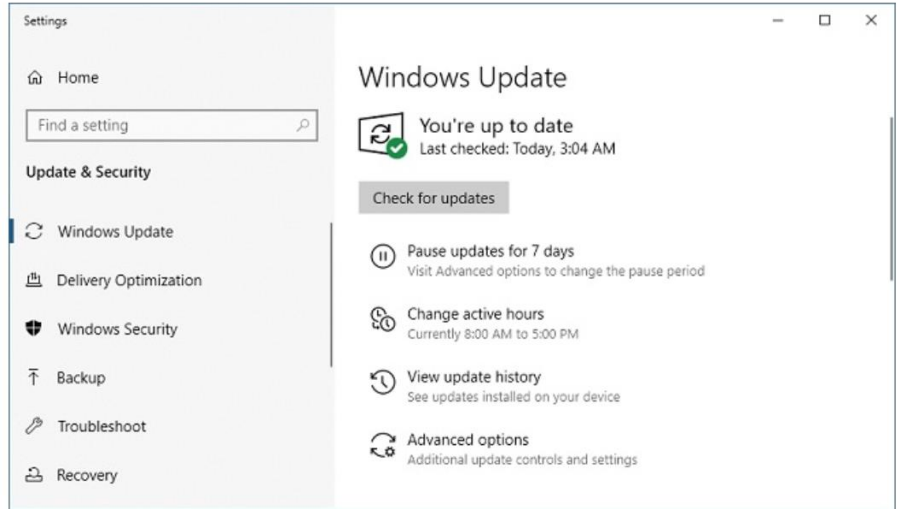 Settings
Home
Find a setting
Update & Security
Windows Update
Delivery Optimization
Windows Security
Backup
Troubleshoot
Recovery
Windows Update
You're up to date
Last checked: Today, 3:04 AM
Check for updates
Pause updates for 7 days
Visit Advanced options to change the pause period
Change active hours
Currently 8:00 AM to 5:00 PM
View update history
See updates installed on your device
Advanced options
Additional update controls and settings